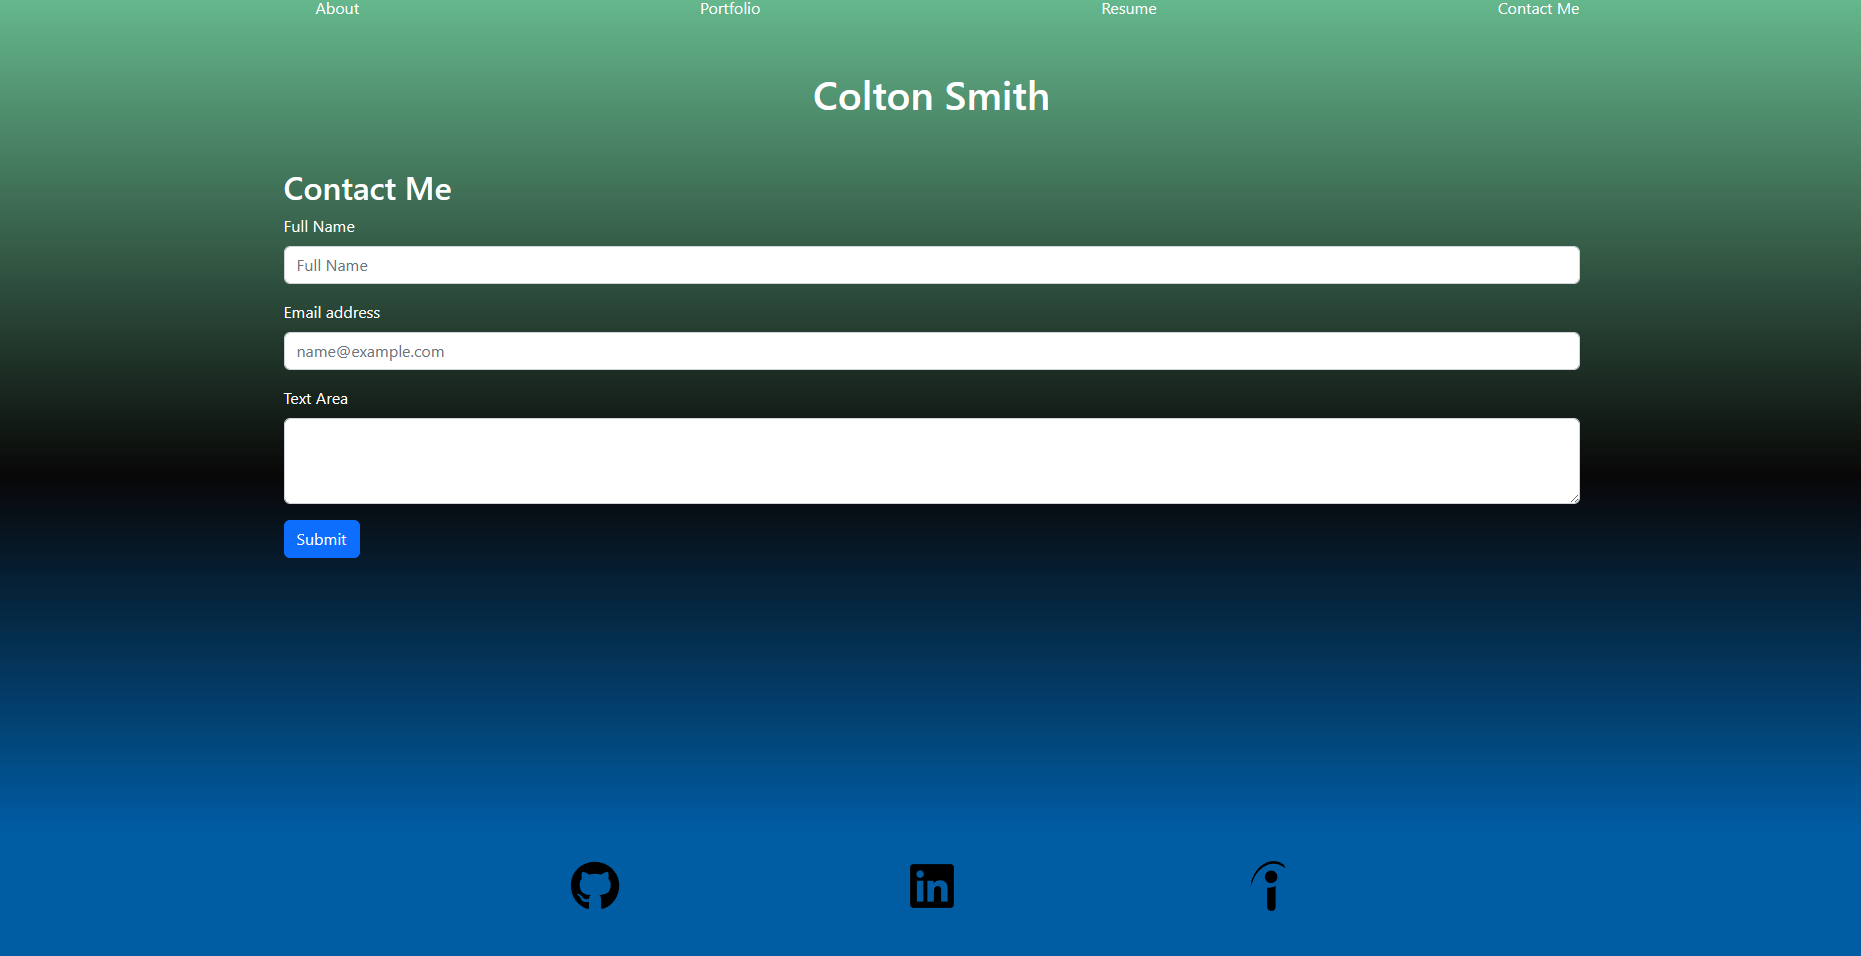 About Portfolio Resume Contact Me
Colton Smith
Contact Me
Full Name
Full Name
Email address
name@example.com
Text Area
Submit
in